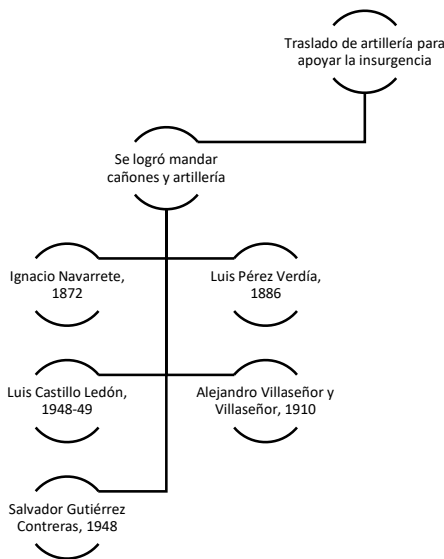 Traslado de artillería para
apoyar la insurgencia
Se logró mandar
cañones y artillería
Ignacio Navarrete,
1872
Luis Pérez Verdía,
1886
Luis Castillo Ledón,
1948-49
Alejandro Villaseñor y
Villaseñor, 1910
Salvador Gutiérrez
Contreras, 1948